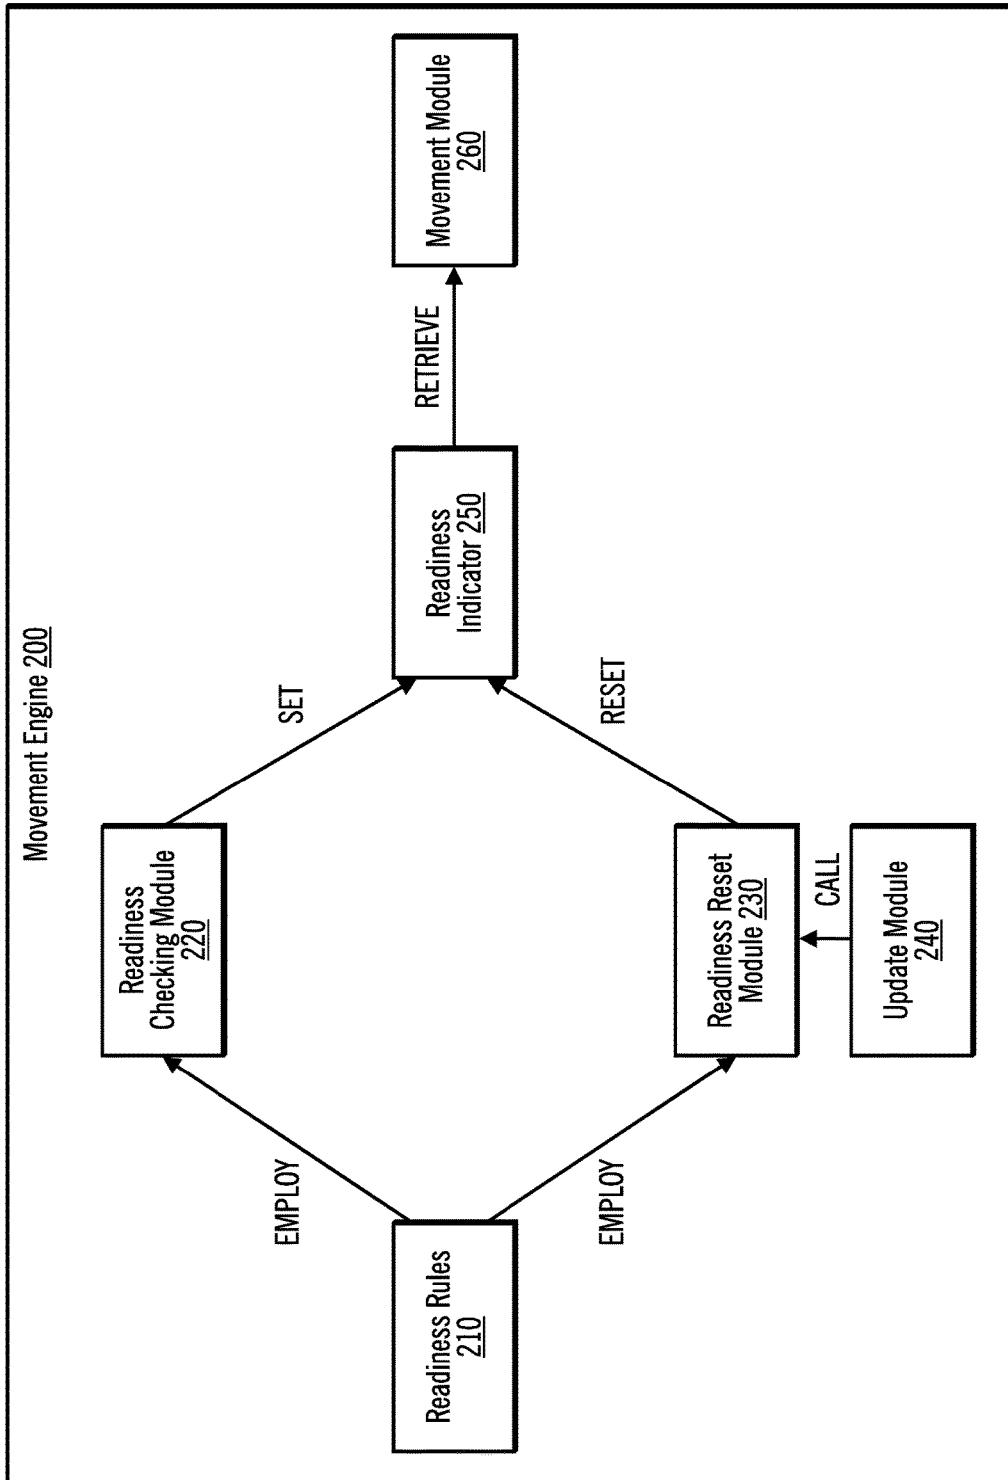 Movement Engine 200
Readiness Rules
210
EMPLOY
EMPLOY
Readiness
Checking Module
220
Readiness Reset
Module 230
CALL
Update Module
240
SET
RESET
Readiness
Indicator 250
RETRIEVE
Movement Module
260